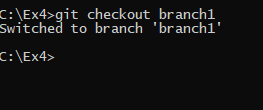 C:\Ex4>git checkout branch1
Switched to branch 'branch1'
C:\Ex4>